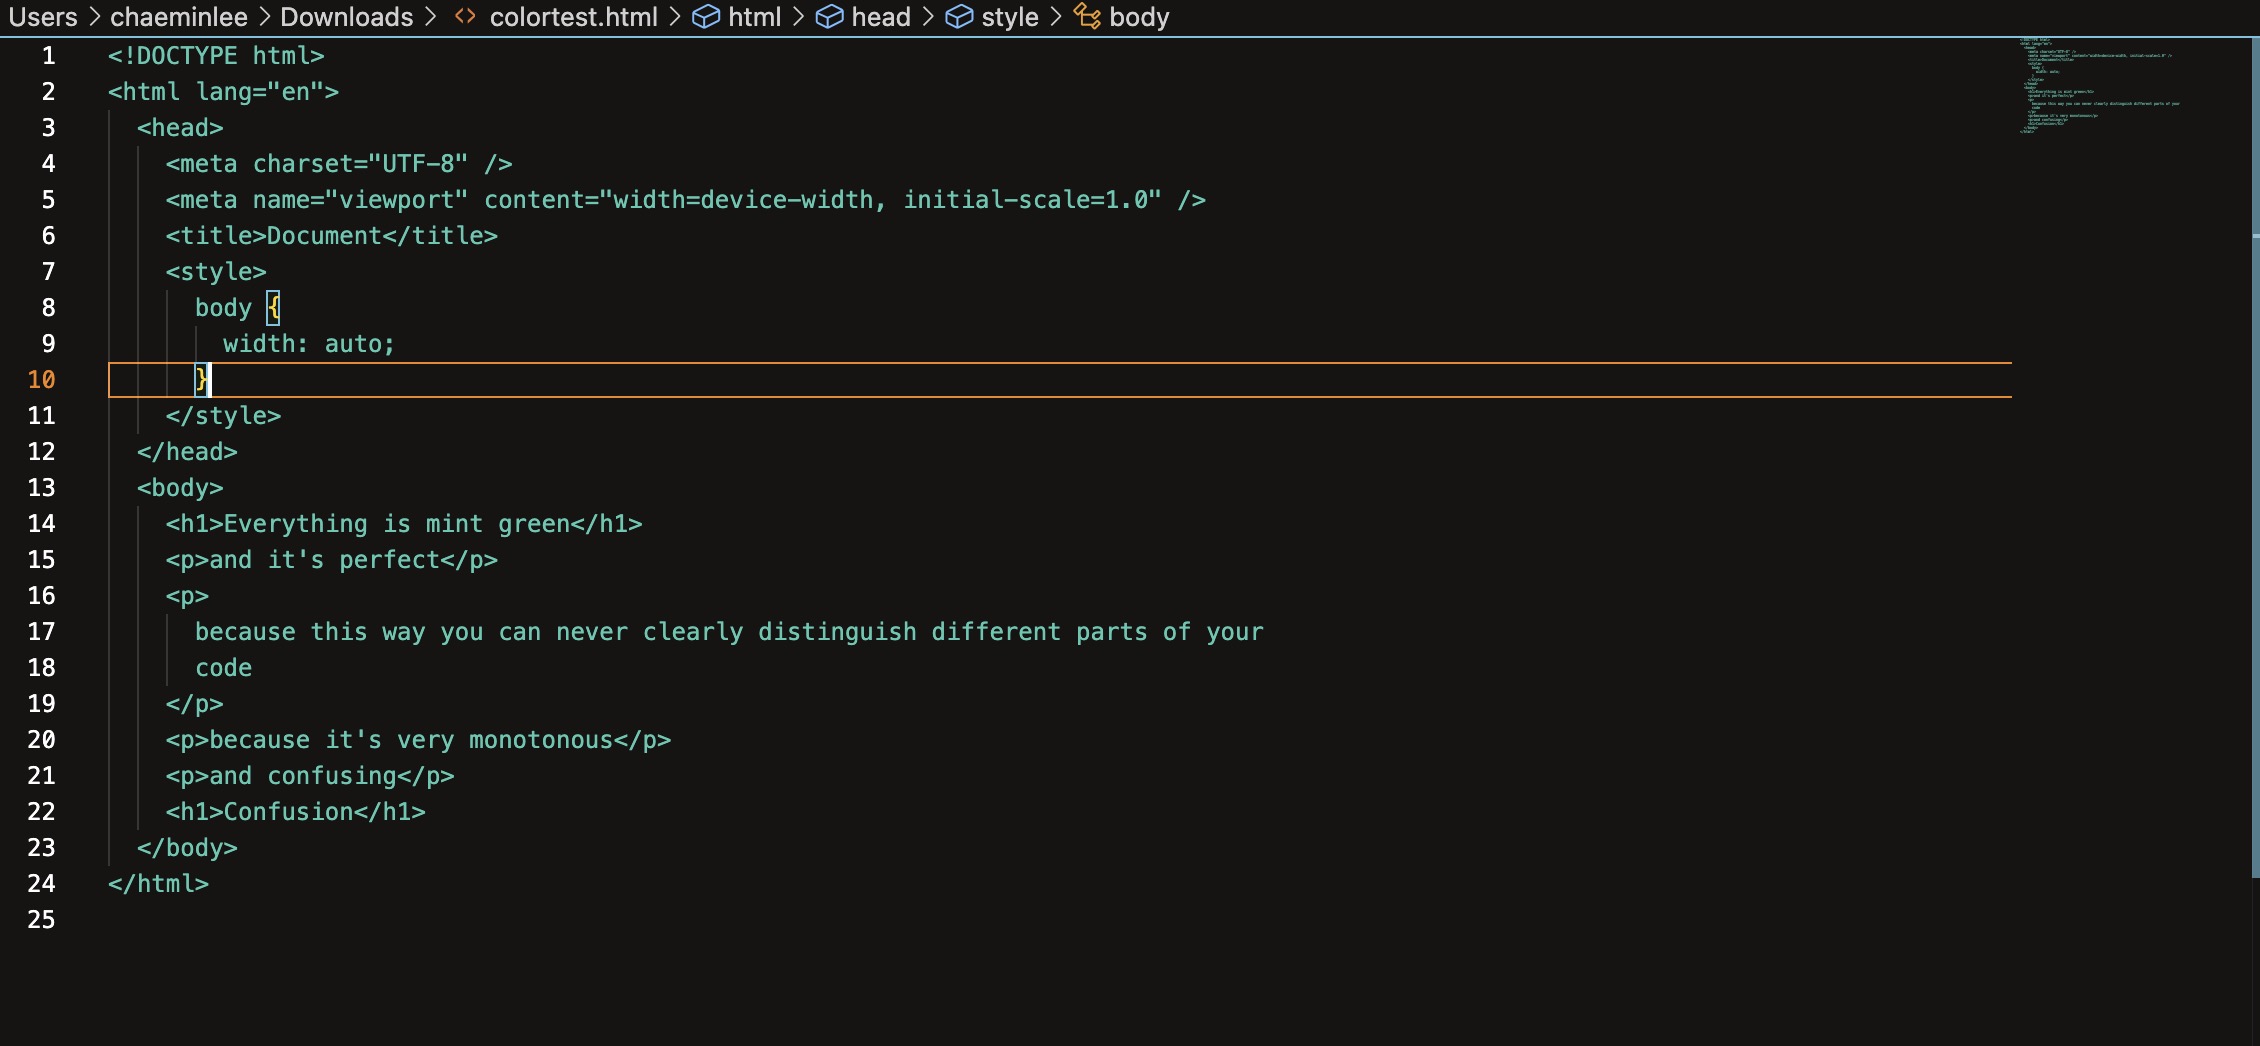 Users > chaeminlee > Downloads > <> colortest.html > html > head > style > body
1 <!DOCTYPE html>
2 <html lang="en">
3 <head>
4 <meta charset="UTF-8" />
5 <meta name="viewport" content="width=device-width, initial-scale=1.0" />
6 <title>Document</title>
7 <style>
8 body {
9 width: auto;
10 }
11 </style>
12 </head>
13 <body>
14 <h1>Everything is mint green</h1>
15 <p>and it's perfect</p>
16 <p>
17 because this way you can never clearly distinguish different parts of your
18 code
19 </p>
20 <p>because it's very monotonous</p>
21 <p>and confusing</p>
22 <h1>Confusion</h1>
23 </body>
24 </html>
25